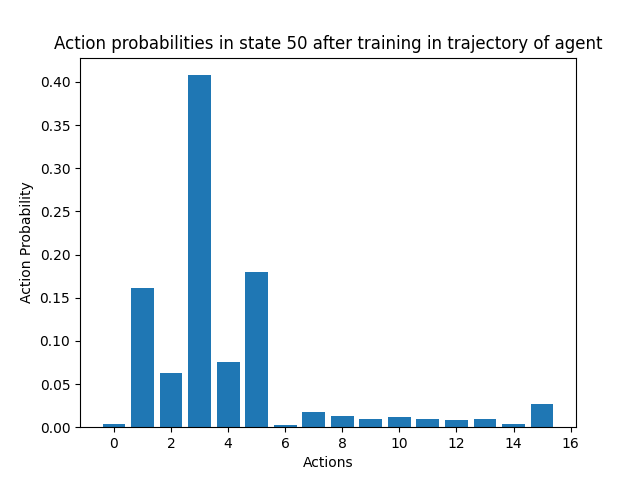 Action probabilities in state 50 after training in trajectory of agent
0.40
0.35
0.30
0.25
0.20
0.15
0.10
0.05
0.00
Action Probability
0 2 4 6 8 10 12 14 16
Actions